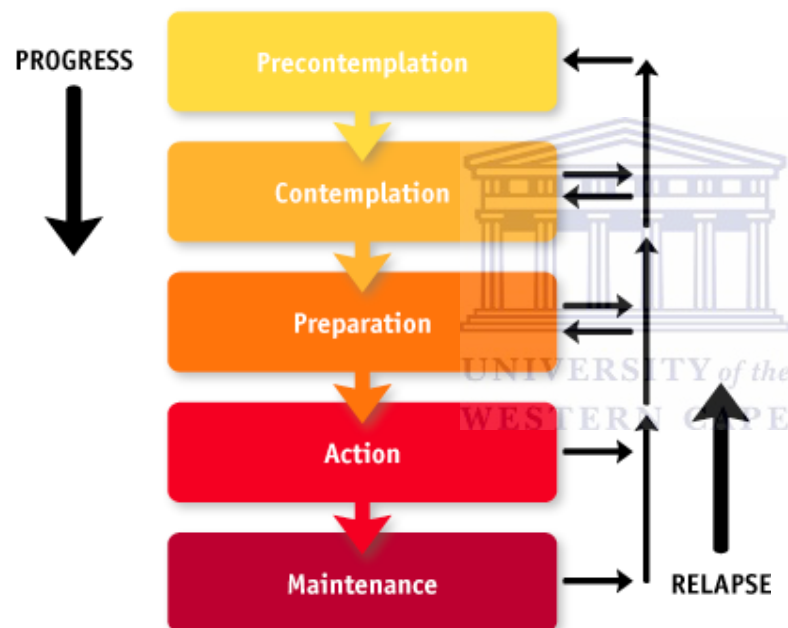 PROGRESS
Precontemplation
Contemplation
Preparation
UNIVERSITY of the
WESTERN CAPE
Action
Maintenance
RELAPSE